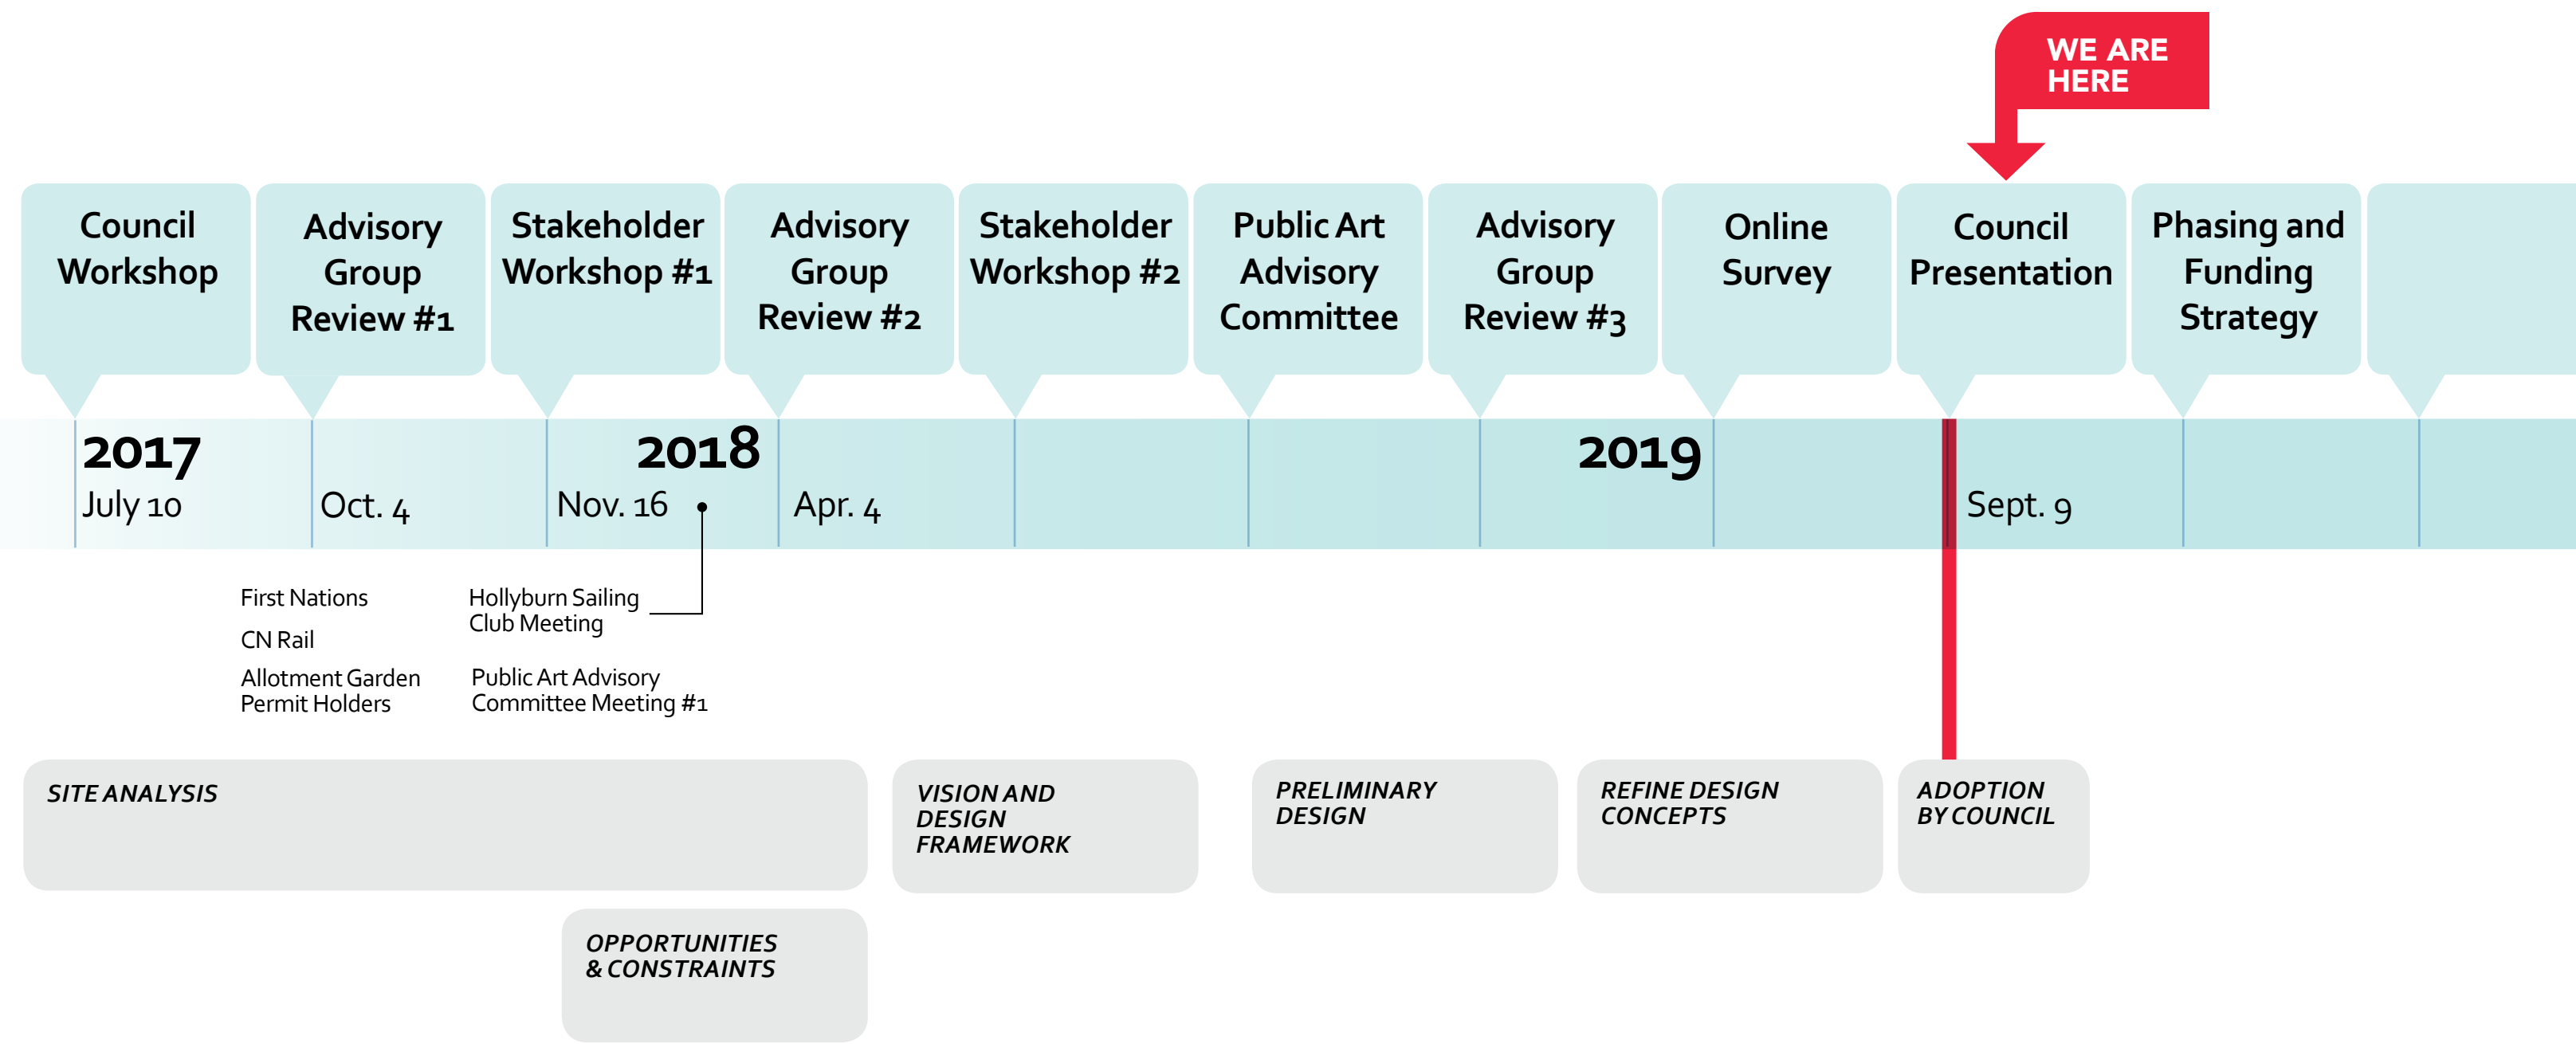 WE ARE
HERE
Council
Workshop
Advisory
Group
Review #1
Stakeholder
Workshop #1
Advisory
Group
Review #2
Stakeholder
Workshop #2
Public Art
Advisory
Committee
Advisory
Group
Review #3
Online
Survey
Council
Presentation
Phasing and
Funding
Strategy
2017
July 10
Oct. 4
Nov. 16
2018
Apr. 4
2019
Sept. 9
First Nations
CN Rail
Allotment Garden
Permit Holders
Hollyburn Sailing
Club Meeting
Public Art Advisory
Committee Meeting #1
SITE ANALYSIS
VISION AND
DESIGN
FRAMEWORK
PRELIMINARY
DESIGN
REFINE DESIGN
CONCEPTS
ADOPTION
BY COUNCIL
OPPORTUNITIES
& CONSTRAINTS